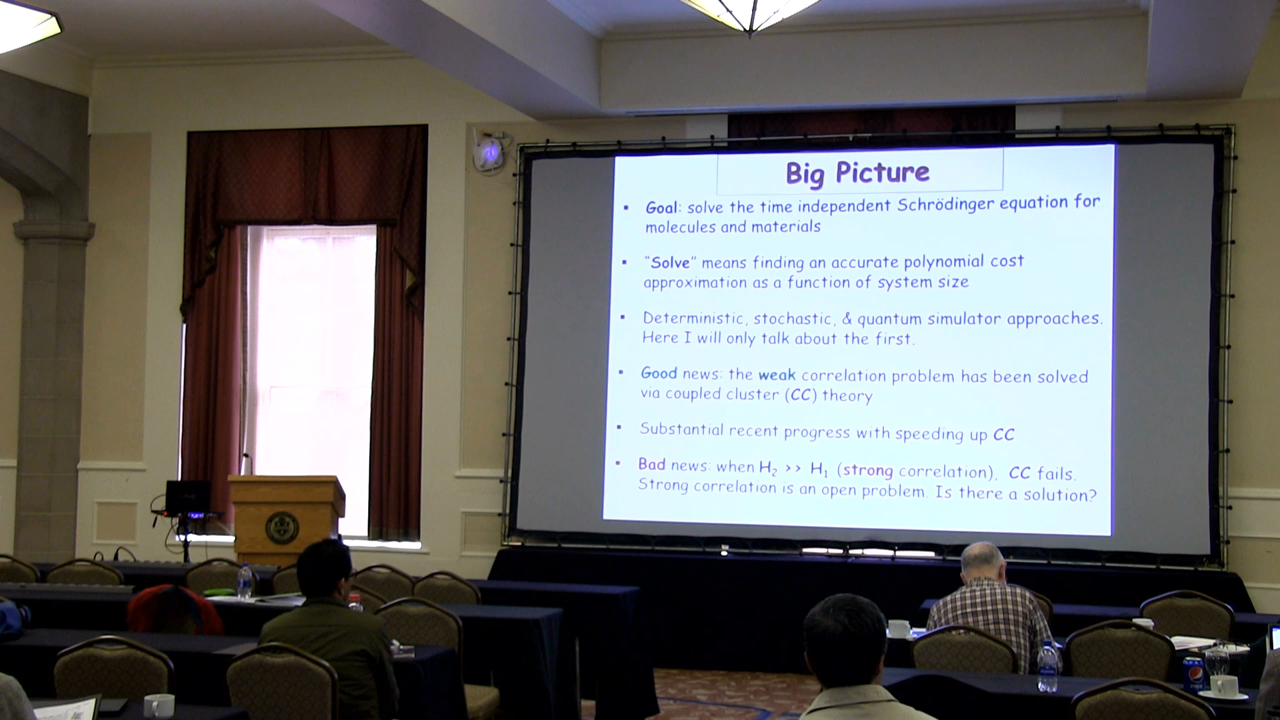 Big Picture
▪ Goal: solve the time independent Schrödinger equation for
molecules and materials
▪ "Solve" means finding an accurate polynomial cost
approximation as a function of system size
▪ Deterministic, stochastic, & quantum simulator approaches.
Here I will only talk about the first.
▪ Good news: the weak correlation problem has been solved
via coupled cluster (CC) theory
▪ Substantial recent progress with speeding up CC
▪ Bad news: when H₂ >> H₁ (strong correlation), CC fails.
Strong correlation is an open problem. Is there a solution?